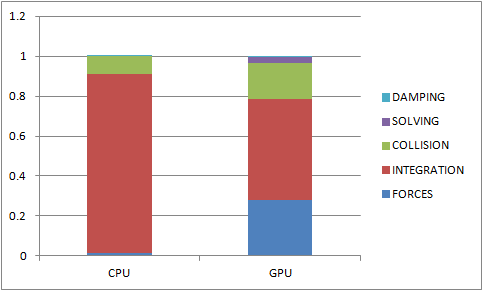 1.2
1
0.8
0.6
0.4
0.2
0
CPU
GPU
DAMPING
SOLVING
COLLISION
INTEGRATION
FORCES